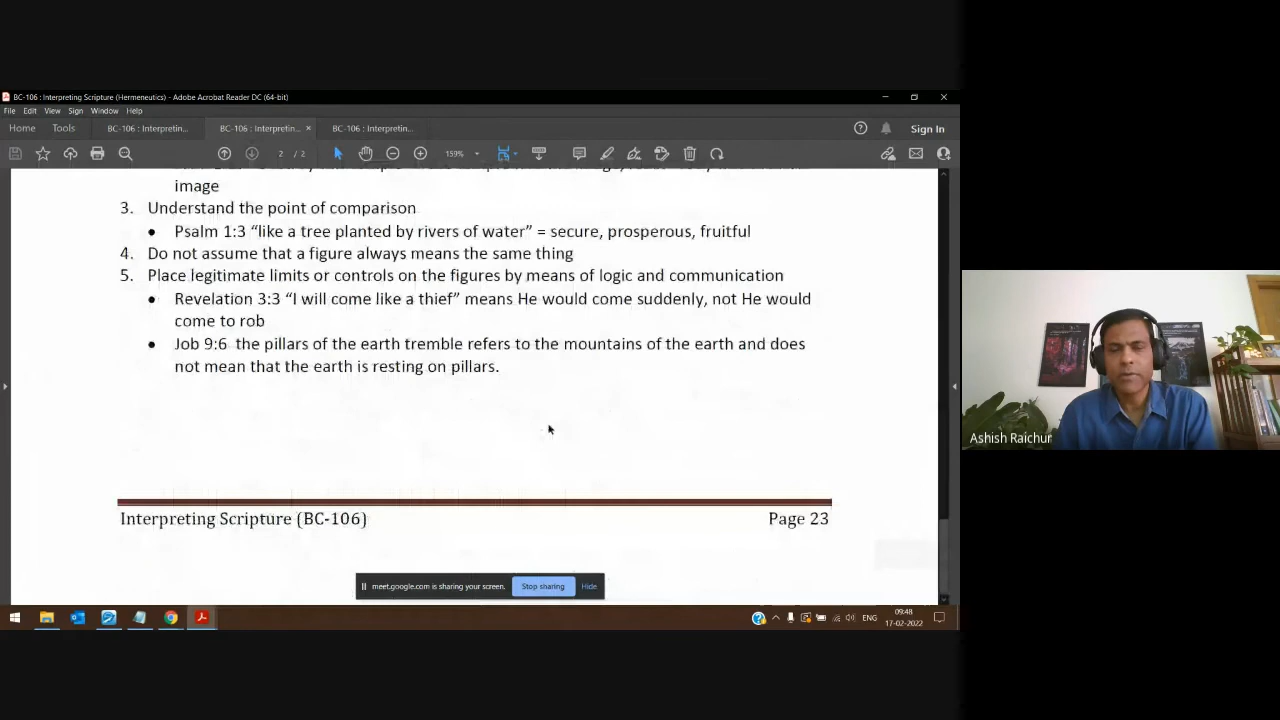 BC-106 : Interpreting Scripture (Hermeneutics) - Adobe Acrobat Reader DC (64-bit)
File Edit View Sign Window Help
Home Tools BC-106 : Interpretin... BC-106 : Interpretin... × BC-106 : Interpretin... Sign In
2 / 2 159%
image
3. Understand the point of comparison
• Psalm 1:3 “like a tree planted by rivers of water” = secure, prosperous, fruitful
4. Do not assume that a figure always means the same thing
5. Place legitimate limits or controls on the figures by means of logic and communication
• Revelation 3:3 “I will come like a thief” means He would come suddenly, not He would
come to rob
• Job 9:6 the pillars of the earth tremble refers to the mountains of the earth and does
not mean that the earth is resting on pillars.
Ashish Raichur
Interpreting Scripture (BC-106) Page 23
meet.google.com is sharing your screen. Stop sharing Hide
ENG 09:48
17-02-2022